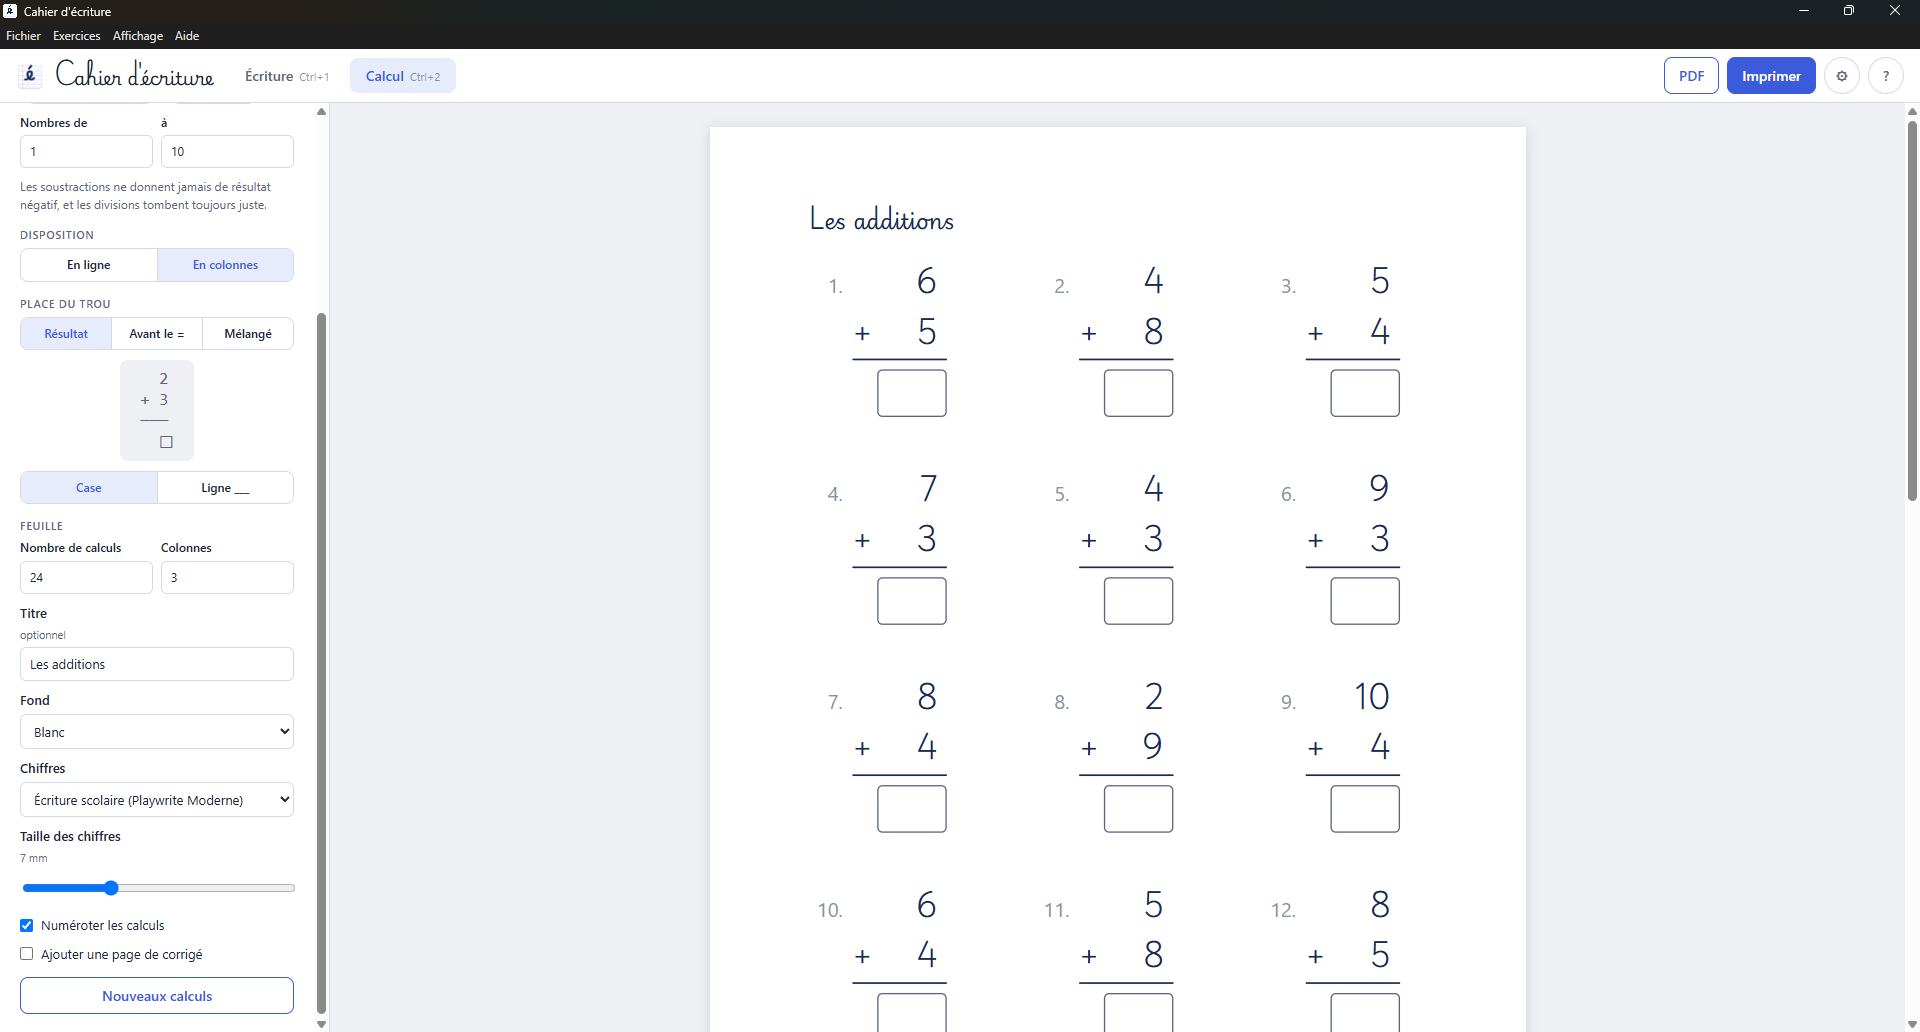 Cahier d'écriture
Fichier Exercices Affichage Aide
é Cahier d'écriture Écriture Ctrl+1 Calcul Ctrl+2 PDF Imprimer ⚙ ?
Nombres de à
1 10
Les soustractions ne donnent jamais de résultat
négatif, et les divisions tombent toujours juste.
DISPOSITION
En ligne En colonnes
PLACE DU TROU
Résultat Avant le = Mélangé
2
+ 3
□
Case Ligne __
FEUILLE
Nombre de calculs Colonnes
24 3
Titre
optionnel
Les additions
Fond
Blanc
Chiffres
Écriture scolaire (Playwrite Moderne)
Taille des chiffres
7 mm
Numéroter les calculs
Ajouter une page de corrigé
Nouveaux calculs
Les additions
1. 6 2. 4 3. 5
+ 5 + 8 + 4
4. 7 5. 4 6. 9
+ 3 + 3 + 3
7. 8 8. 2 9. 10
+ 4 + 9 + 4
10. 6 11. 5 12. 8
+ 4 + 8 + 5